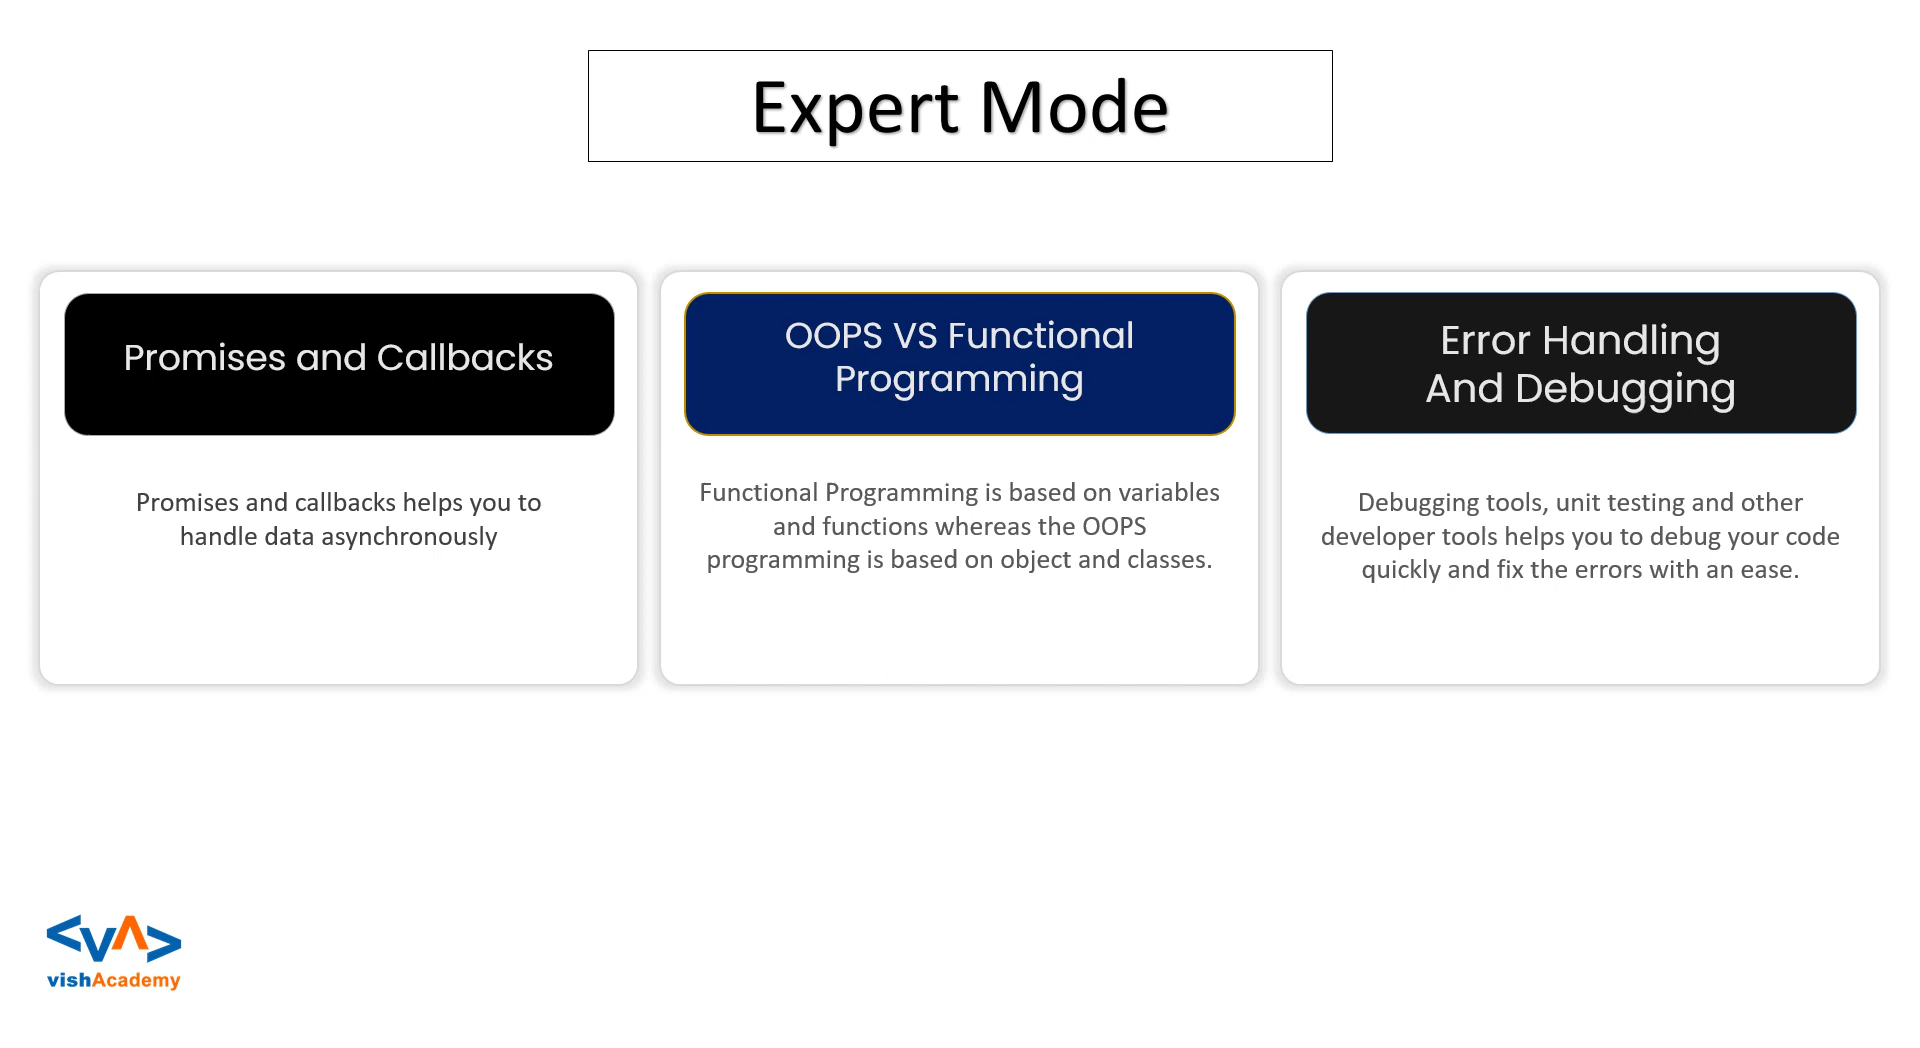 Expert Mode
Promises and Callbacks
Promises and callbacks helps you to
handle data asynchronously
OOPS VS Functional
Programming
Functional Programming is based on variables
and functions whereas the OOPS
programming is based on object and classes.
Error Handling
And Debugging
Debugging tools, unit testing and other
developer tools helps you to debug your code
quickly and fix the errors with an ease.
<VA>
vishAcademy